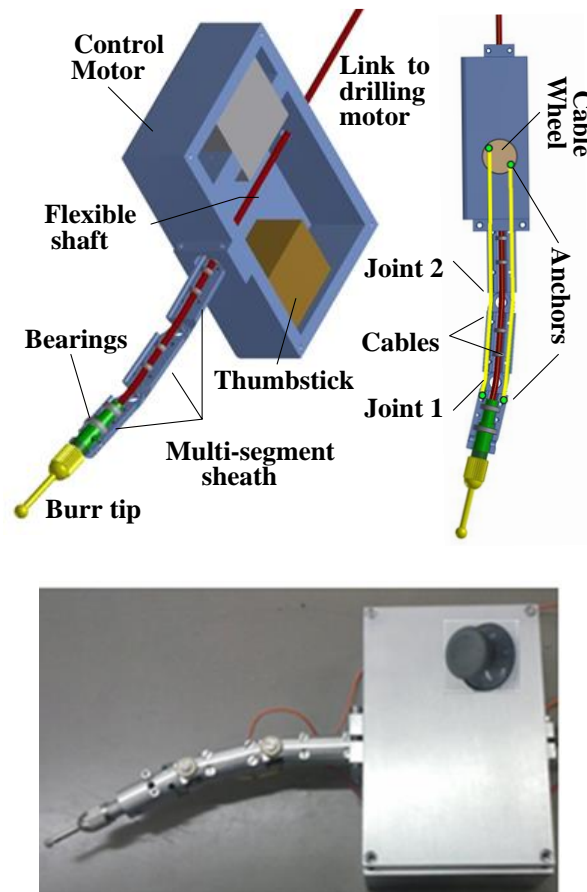 Control
Motor
Link to
drilling
motor
Flexible
shaft
Bearings
Thumbstick
Multi-segment
sheath
Burr tip
Cable
Wheel
Joint 2
Anchors
Cables
Joint 1